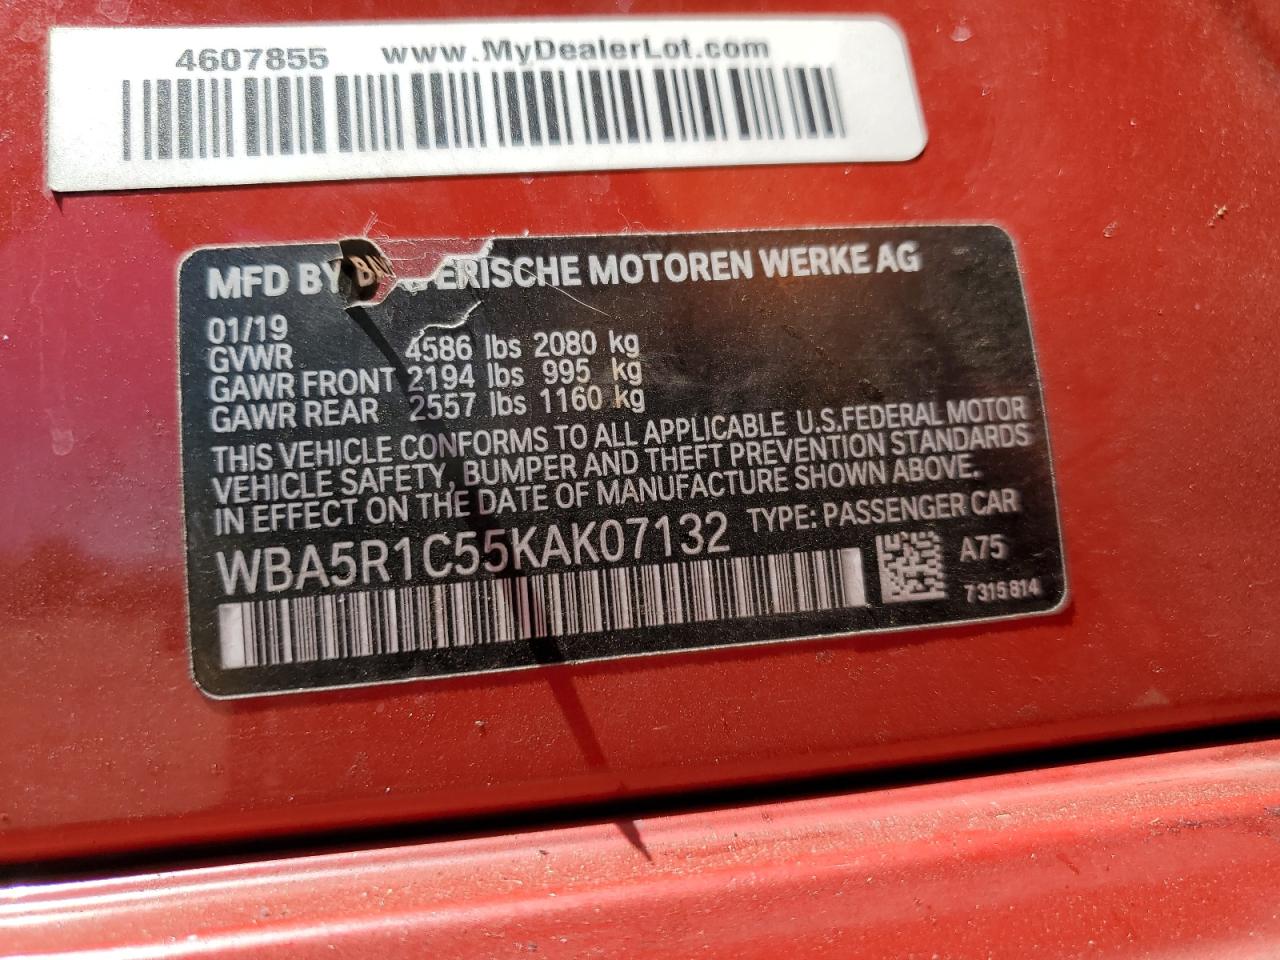 4607855 www.MyDealerLot.com
MFD BY ERISCHE MOTOREN WERKE AG
01/19
GVWR 4586 lbs 2080 kg
GAWR FRONT 2194 lbs 995 kg
GAWR REAR 2557 lbs 1160 kg
THIS VEHICLE CONFORMS TO ALL APPLICABLE U.S.FEDERAL MOTOR
VEHICLE SAFETY, BUMPER AND THEFT PREVENTION STANDARDS
IN EFFECT ON THE DATE OF MANUFACTURE SHOWN ABOVE.
WBA5R1C55KAK07132 TYPE: PASSENGER CAR
A75
7 315 814